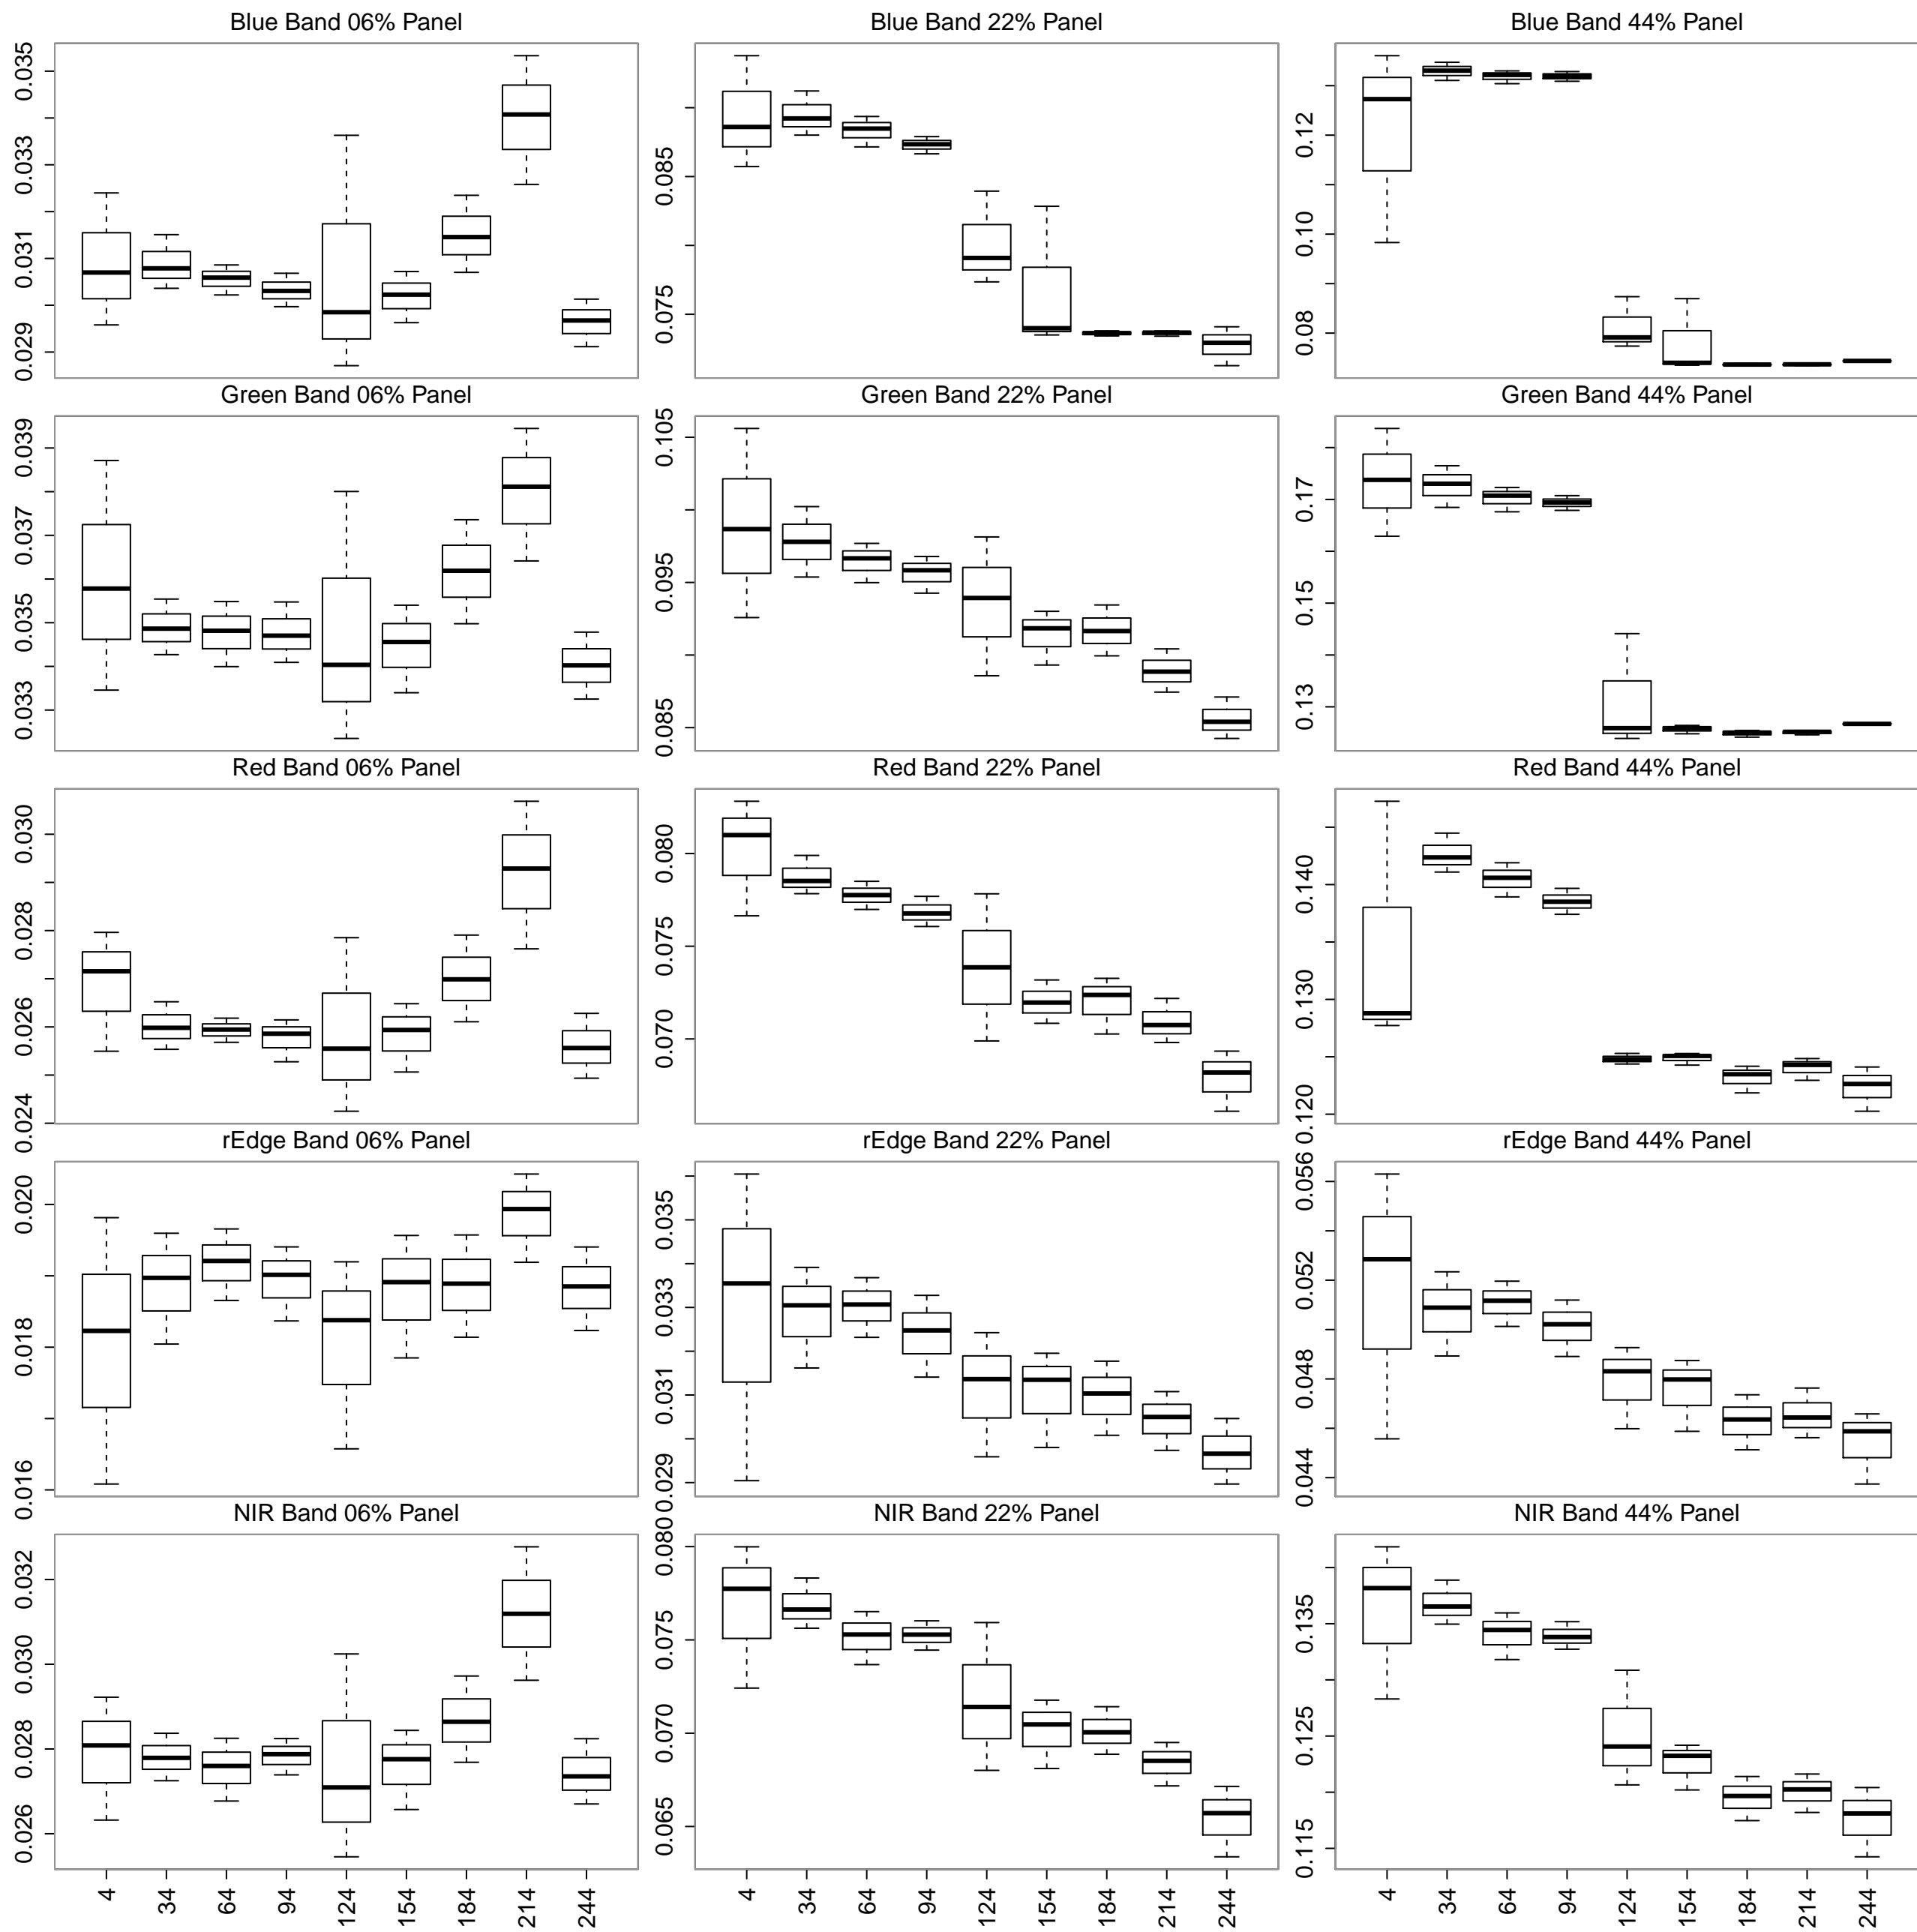 Blue Band 06% Panel
Blue Band 22% Panel
Blue Band 44% Panel
0.035
0.033
0.031
0.029
0.085
0.075
0.12
0.10
0.08
Green Band 06% Panel
Green Band 22% Panel
Green Band 44% Panel
0.039
0.037
0.035
0.033
0.105
0.095
0.085
0.17
0.15
0.13
Red Band 06% Panel
Red Band 22% Panel
Red Band 44% Panel
0.030
0.028
0.026
0.024
0.080
0.075
0.070
0.140
0.130
0.120
rEdge Band 06% Panel
rEdge Band 22% Panel
rEdge Band 44% Panel
0.020
0.018
0.016
0.035
0.033
0.031
0.029
0.056
0.052
0.048
0.044
NIR Band 06% Panel
NIR Band 22% Panel
NIR Band 44% Panel
0.032
0.030
0.028
0.026
0.080
0.075
0.070
0.065
0.135
0.125
0.115
4 34 64 94 124 154 184 214 244
4 34 64 94 124 154 184 214 244
4 34 64 94 124 154 184 214 244